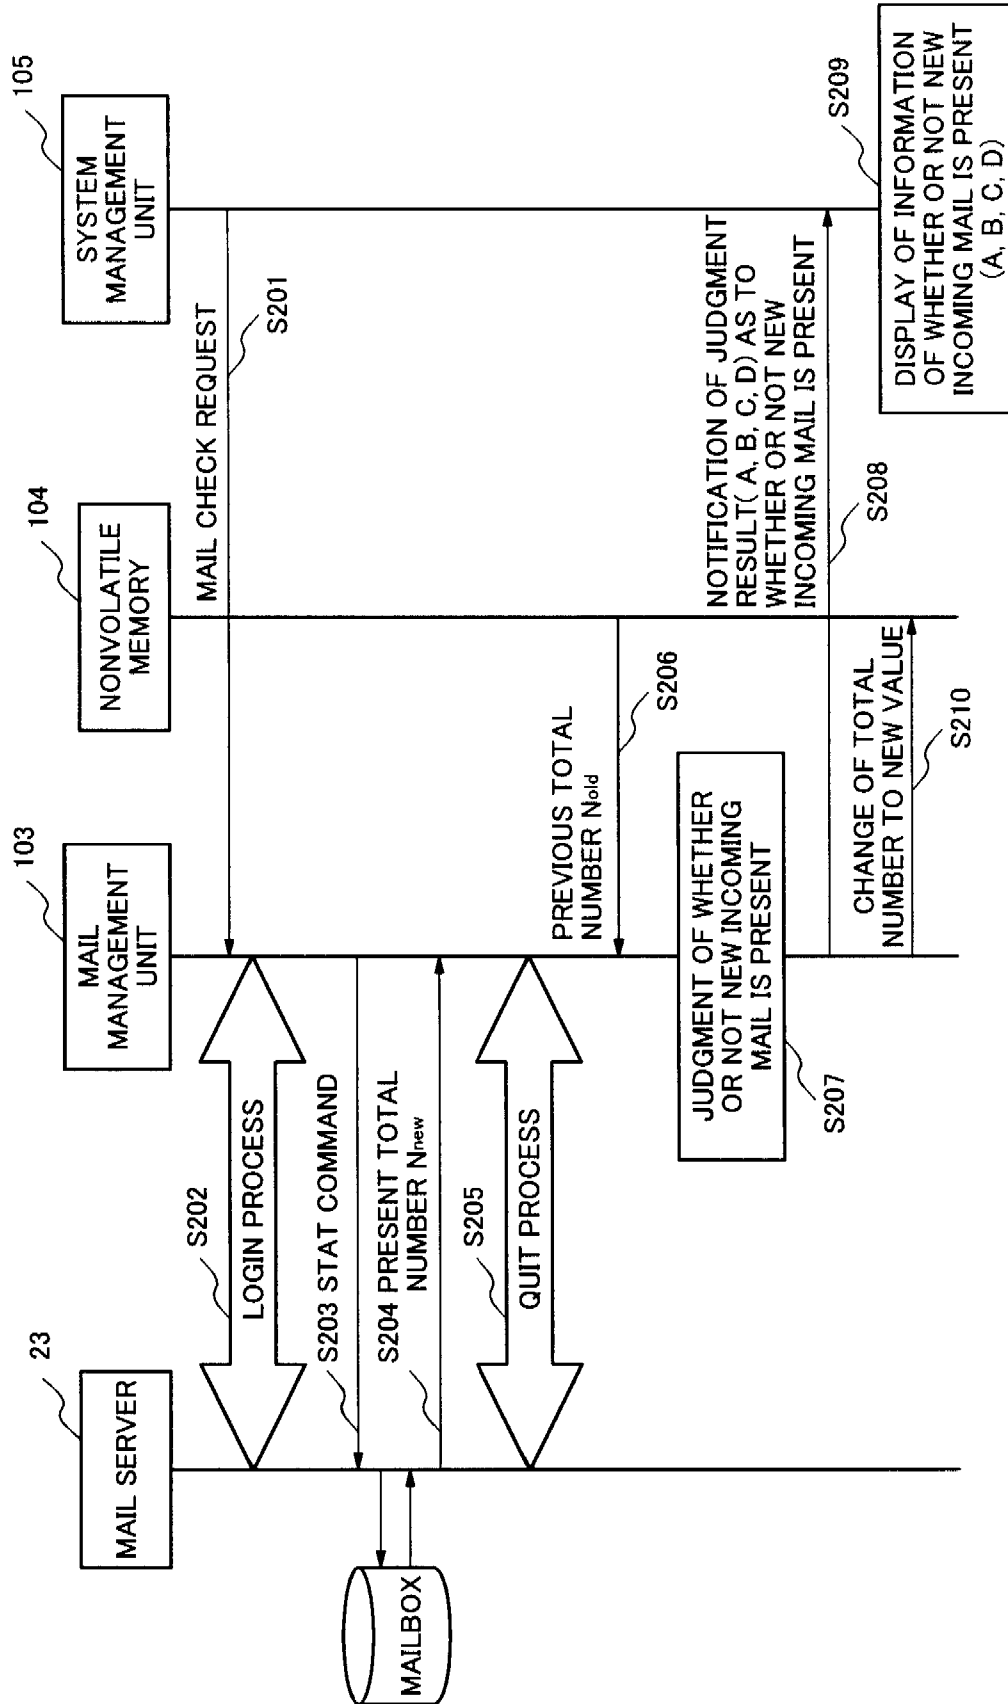 23
MAIL SERVER
103
MAIL
MANAGEMENT
UNIT
104
NONVOLATILE
MEMORY
105
SYSTEM
MANAGEMENT
UNIT
MAIL CHECK REQUEST
S201
S202
LOGIN PROCESS
S203 STAT COMMAND
MAILBOX
S204 PRESENT TOTAL
NUMBER Nnew
S205
QUIT PROCESS
PREVIOUS TOTAL
NUMBER Nold
S206
JUDGMENT OF WHETHER
OR NOT NEW INCOMING
MAIL IS PRESENT
S207
NOTIFICATION OF JUDGMENT
RESULT( A, B, C, D) AS TO
WHETHER OR NOT NEW
INCOMING MAIL IS PRESENT
S208
S209
DISPLAY OF INFORMATION
OF WHETHER OR NOT NEW
INCOMING MAIL IS PRESENT
(A, B, C, D)
CHANGE OF TOTAL
NUMBER TO NEW VALUE
S210